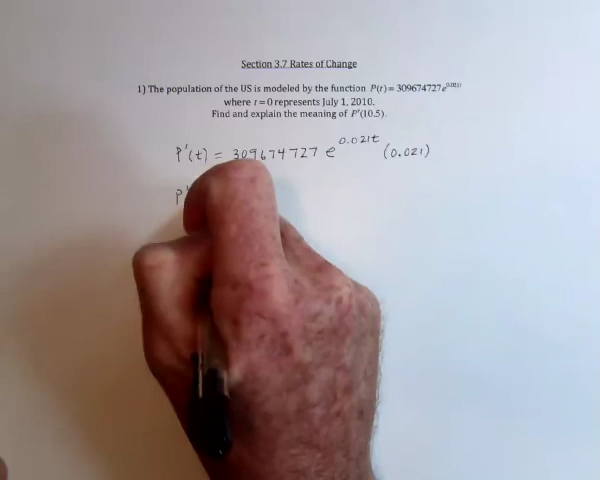 Section 3.7 Rates of Change
1) The population of the US is modeled by the function P(t) = 309674727e^0.021t
where t = 0 represents July 1, 2010.
Find and explain the meaning of P'(10.5).
P'(t) = 309674727 e^0.021t (0.021)
P'